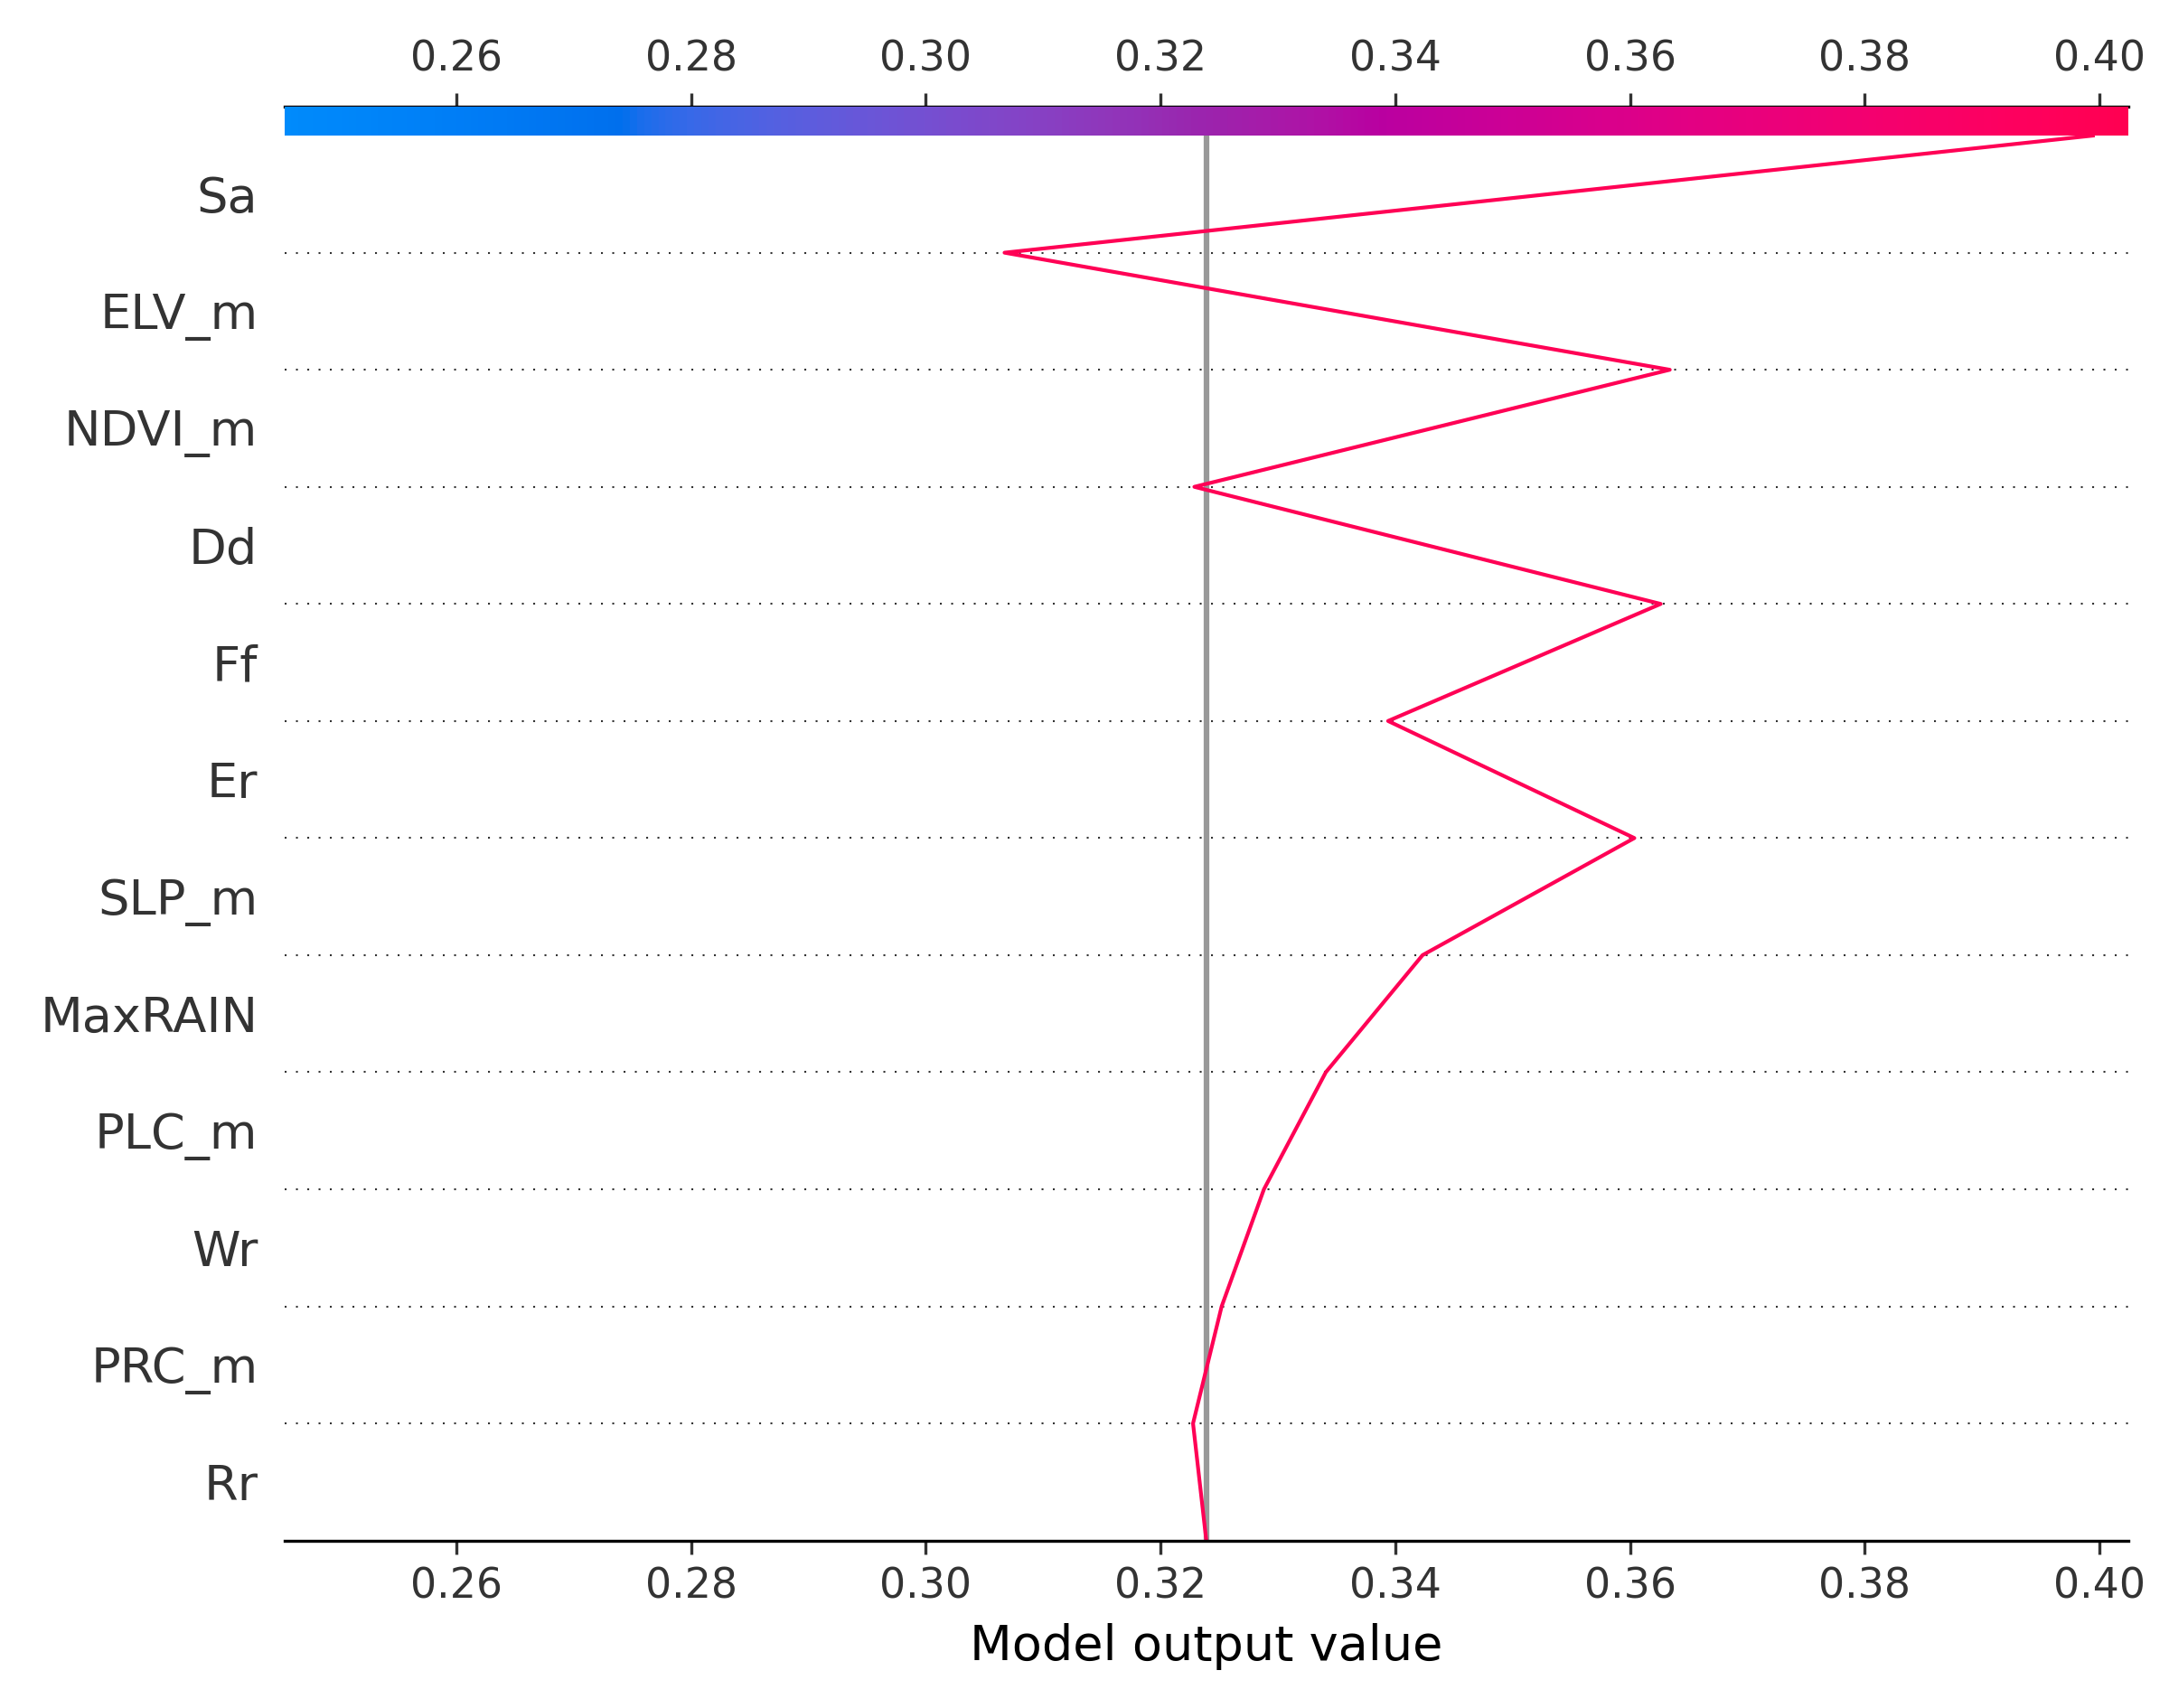 0.26 0.28 0.30 0.32 0.34 0.36 0.38 0.40
Sa
ELV_m
NDVI_m
Dd
Ff
Er
SLP_m
MaxRAIN
PLC_m
Wr
PRC_m
Rr
0.26 0.28 0.30 0.32 0.34 0.36 0.38 0.40
Model output value